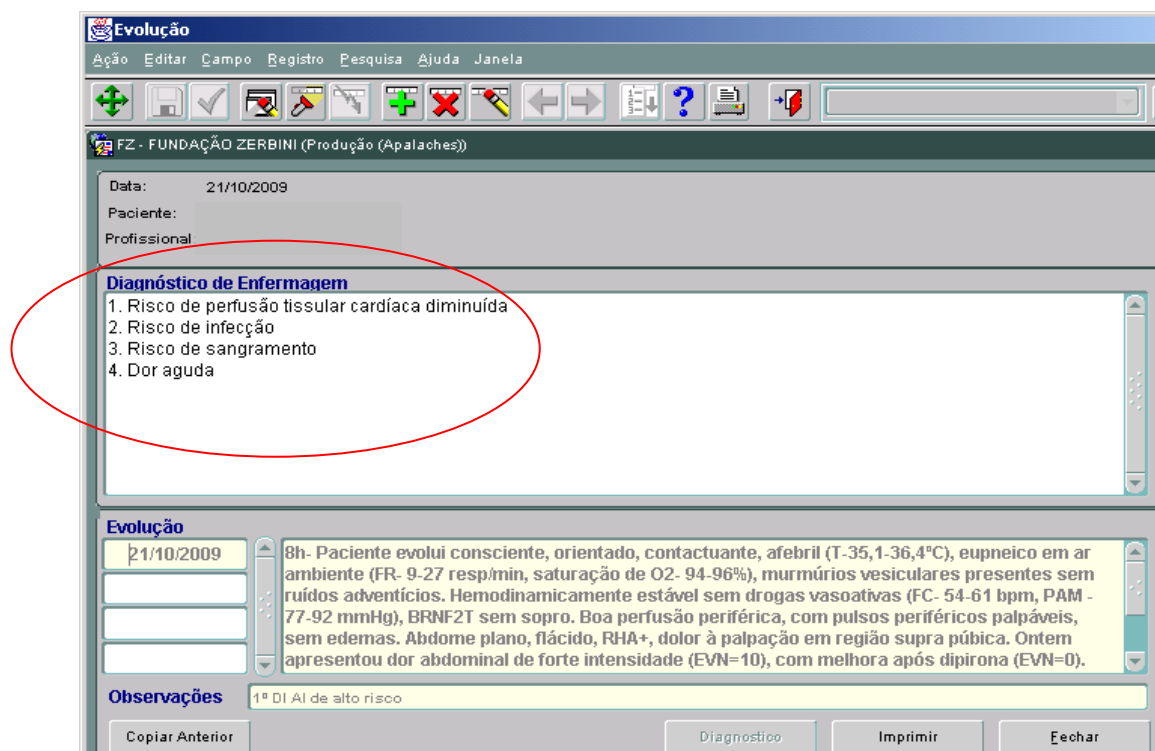 Evolução
Ação Editar Campo Registro Pesquisa Ajuda Janela
FZ - FUNDAÇÃO ZERBINI (Produção (Apalaches))
Data: 21/10/2009
Paciente:
Profissional
Diagnóstico de Enfermagem
1. Risco de perfusão tissular cardíaca diminuída
2. Risco de infecção
3. Risco de sangramento
4. Dor aguda
Evolução
21/10/2009
8h- Paciente evolui consciente, orientado, contactuante, afebril (T-35,1-36,4ºC), eupneico em ar
ambiente (FR- 9-27 resp/min, saturação de O2- 94-96%), murmúrios vesiculares presentes sem
ruídos adventícios. Hemodinamicamente estável sem drogas vasoativas (FC- 54-61 bpm, PAM -
77-92 mmHg), BRNF2T sem sopro. Boa perfusão periférica, com pulsos periféricos palpáveis,
sem edemas. Abdome plano, flácido, RHA+, dolor à palpação em região supra púbica. Ontem
apresentou dor abdominal de forte intensidade (EVN=10), com melhora após dipirona (EVN=0).
Observações 1º DI AI de alto risco
Copiar Anterior Diagnostico Imprimir Fechar